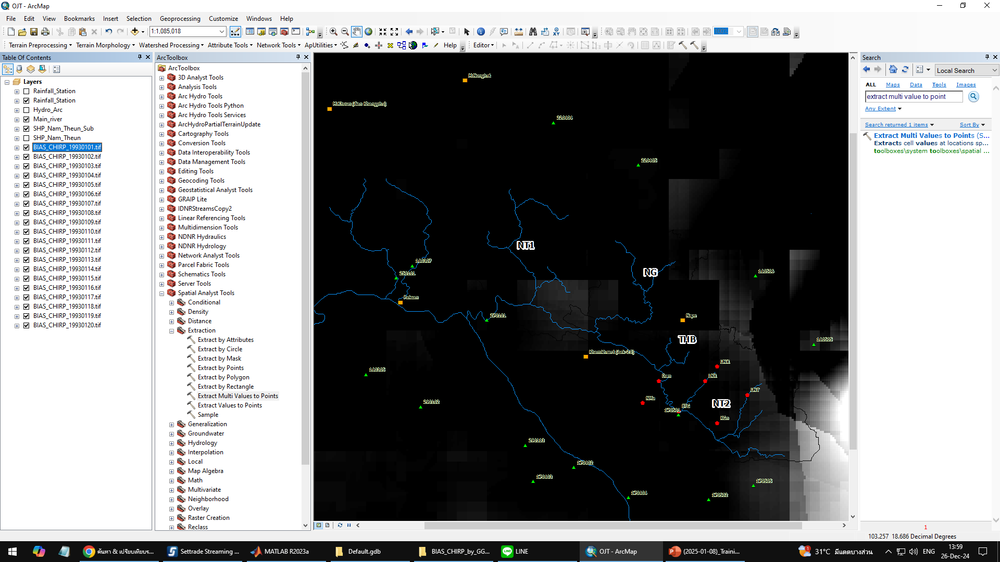 OJT - ArcMap
File Edit View Bookmarks Insert Selection Geoprocessing Customize Windows Help
1:1,085,018
100%
Terrain Preprocessing Terrain Morphology Watershed Processing Attribute Tools Network Tools ApUtilities Help Editor
Table Of Contents
Layers
Rainfall_Station
Rainfall_Station
Hydro_Arc
Main_river
SHP_Nam_Theun_Sub
SHP_Nam_Theun
BIAS_CHIRP_19930101.tif
BIAS_CHIRP_19930102.tif
BIAS_CHIRP_19930103.tif
BIAS_CHIRP_19930104.tif
BIAS_CHIRP_19930105.tif
BIAS_CHIRP_19930106.tif
BIAS_CHIRP_19930107.tif
BIAS_CHIRP_19930108.tif
BIAS_CHIRP_19930109.tif
BIAS_CHIRP_19930110.tif
BIAS_CHIRP_19930111.tif
BIAS_CHIRP_19930112.tif
BIAS_CHIRP_19930113.tif
BIAS_CHIRP_19930114.tif
BIAS_CHIRP_19930115.tif
BIAS_CHIRP_19930116.tif
BIAS_CHIRP_19930117.tif
BIAS_CHIRP_19930118.tif
BIAS_CHIRP_19930119.tif
BIAS_CHIRP_19930120.tif
ArcToolbox
ArcToolbox
3D Analyst Tools
Analysis Tools
Arc Hydro Tools
Arc Hydro Tools Python
Arc Hydro Tools Services
ArcHydroPartialTerrainUpdate
Cartography Tools
Conversion Tools
Data Interoperability Tools
Data Management Tools
Editing Tools
Geocoding Tools
Geostatistical Analyst Tools
GRAIP Lite
IDNRStreamsCopy2
Linear Referencing Tools
Multidimension Tools
NDNR Hydraulics
NDNR Hydrology
Network Analyst Tools
Parcel Fabric Tools
Schematics Tools
Server Tools
Spatial Analyst Tools
Conditional
Density
Distance
Extraction
Extract by Attributes
Extract by Circle
Extract by Mask
Extract by Points
Extract by Polygon
Extract by Rectangle
Extract Multi Values to Points
Extract Values to Points
Sample
Generalization
Groundwater
Hydrology
Interpolation
Local
Map Algebra
Math
Multivariate
Neighborhood
Overlay
Raster Creation
Reclass
M.Nonghet
M.Khoun (Ban Khangpho)
220404
220405
NT1
180307
NG
180506
250101
Paksan
270101
Nape
THB
180505
Khamkheart (Lak-20)
LNK
180305
Dam
LNX
LNT
NMa
290102
NT2
BTG
170501
KGn
290113
170402
170403
170505
170404
170502
Search
Local Search
ALL Maps Data Tools Images
extract multi value to point
Any Extent
Search returned 1 items Sort By
Extract Multi Values to Points (S...
Extracts cell values at locations sp...
toolboxes\system toolboxes\spatial ...
1
103.257 18.686 Decimal Degrees
ค้นหา & เปรียบเทียบร...
Settrade Streaming ...
MATLAB R2023a
Default.gdb
BIAS_CHIRP_by_GG...
LINE
OJT - ArcMap
(2025-01-08)_Traini...
1
31°C มีแดดบางส่วน
ENG
13:59
26-Dec-24